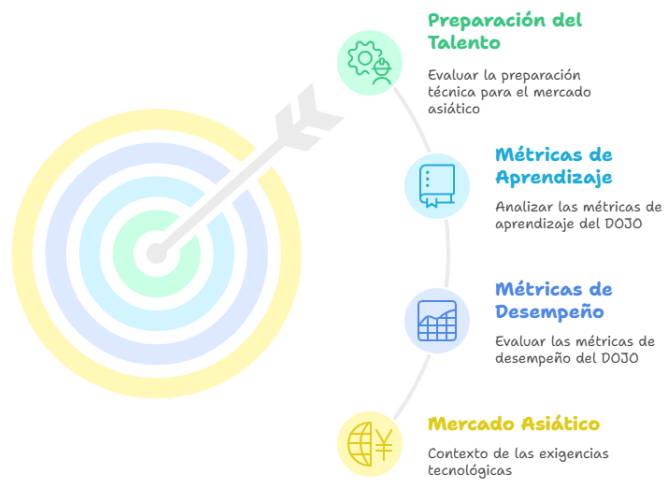 Preparación del
Talento
Evaluar la preparación
técnica para el mercado
asiático
Métricas de
Aprendizaje
Analizar las métricas de
aprendizaje del DOJO
Métricas de
Desempeño
Evaluar las métricas de
desempeño del DOJO
Mercado Asiático
Contexto de las exigencias
tecnológicas